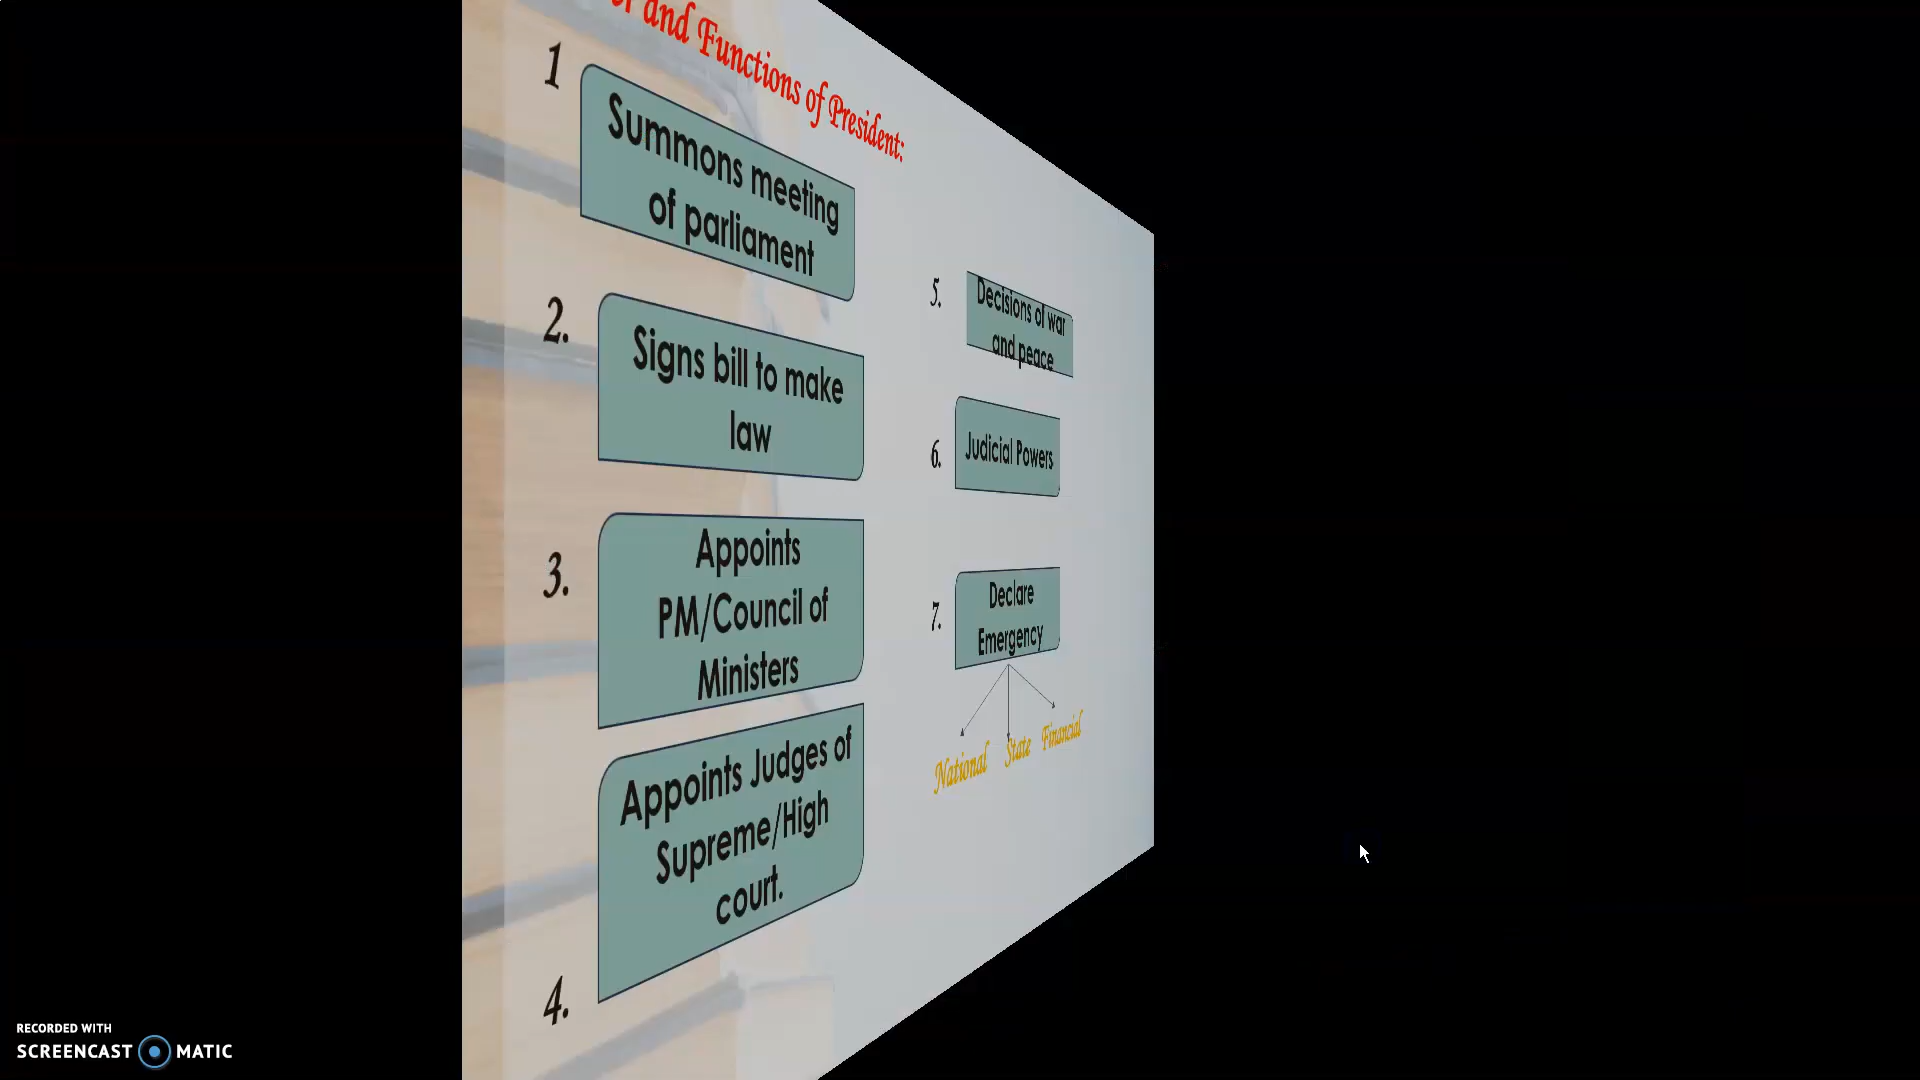 and Functions of President:
1
Summons meeting
of parliament
2.
Signs bill to make
law
3.
Appoints
PM/Council of
Ministers
Appoints Judges of
Supreme/High
court.
4.
5.
Decisions of war
and peace
6.
Judicial Powers
7.
Declare
Emergency
National State Financial
RECORDED WITH
SCREENCAST MATIC